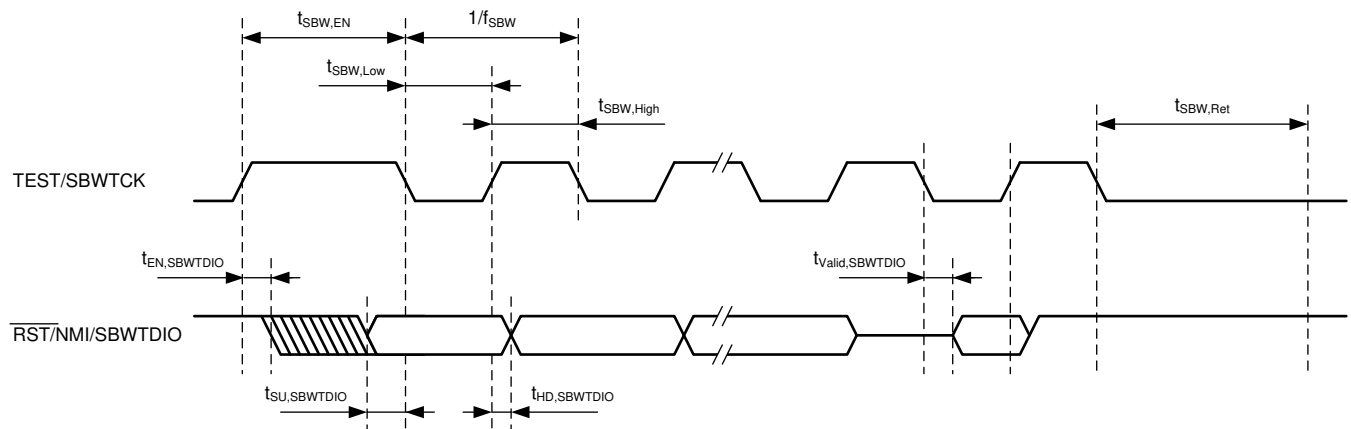 tSBW,EN
1/fSBW
tSBW,Low
tSBW,High
tSBW,Ret
TEST/SBWTCK
tEN,SBWTDIO
tValid,SBWTDIO
RST/NMI/SBWTDIO
tSU,SBWTDIO
tHD,SBWTDIO